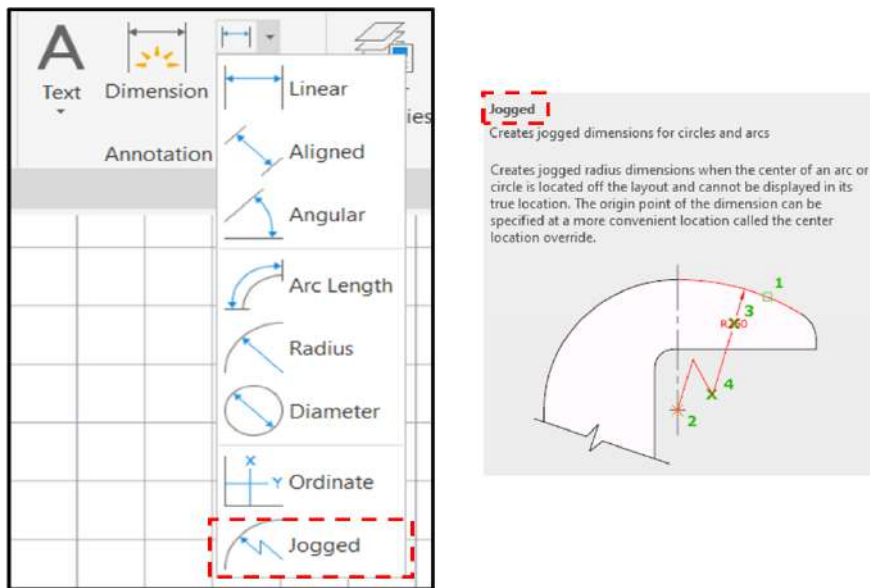 Text
Dimension
ies
Annotation
Linear
Aligned
Angular
Arc Length
Radius
Diameter
X
Y
Ordinate
Jogged
Jogged
Creates jogged dimensions for circles and arcs
Creates jogged radius dimensions when the center of an arc or
circle is located off the layout and cannot be displayed in its
true location. The origin point of the dimension can be
specified at a more convenient location called the center
location override.
1
3
4
2